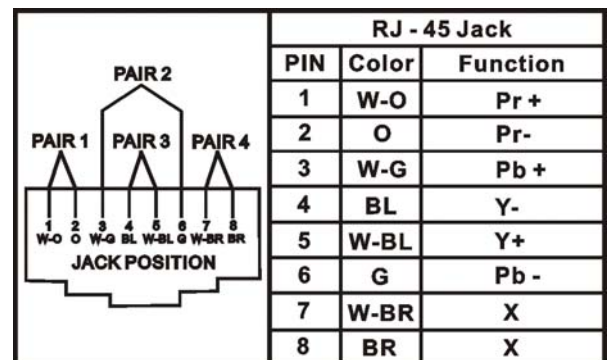 PAIR 2
PAIR 1 PAIR 3 PAIR 4
1 2 3 4 5 6 7 8
W-O O W-G BL W-BL G W-BR BR
JACK POSITION
RJ - 45 Jack
PIN Color Function
1 W-O Pr +
2 O Pr-
3 W-G Pb +
4 BL Y-
5 W-BL Y+
6 G Pb -
7 W-BR X
8 BR X